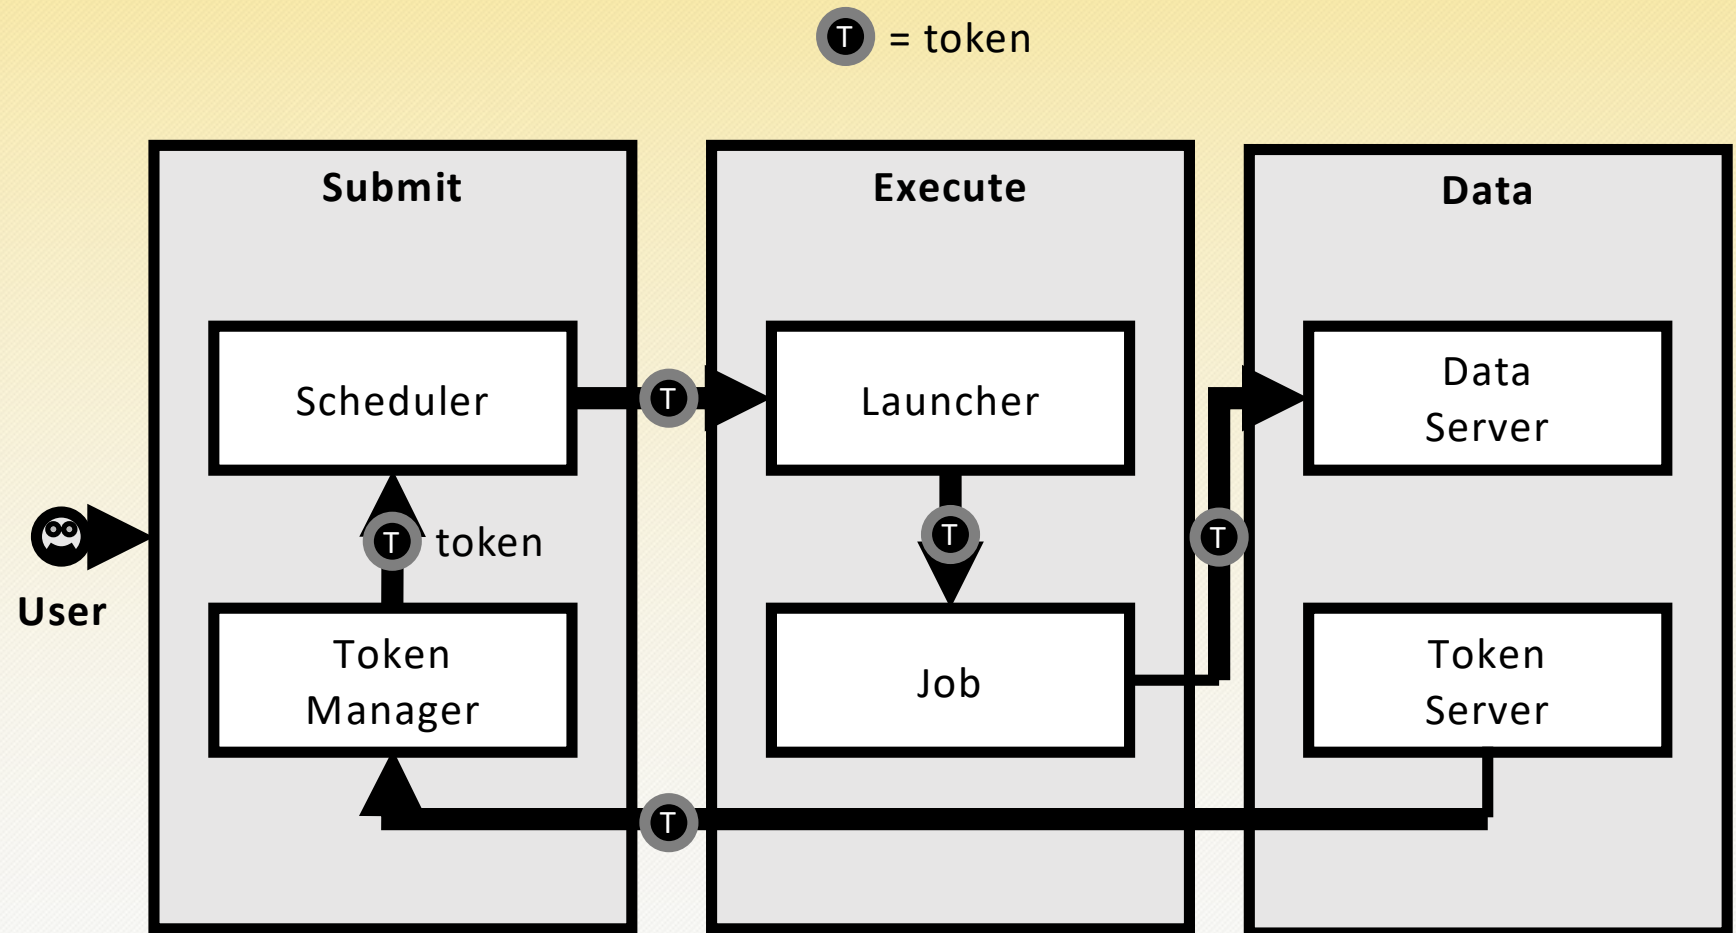 T = token
Submit
Execute
Data
Scheduler
T
Launcher
Data
Server
T
token
T
T
User
Token
Manager
Job
Token
Server
T